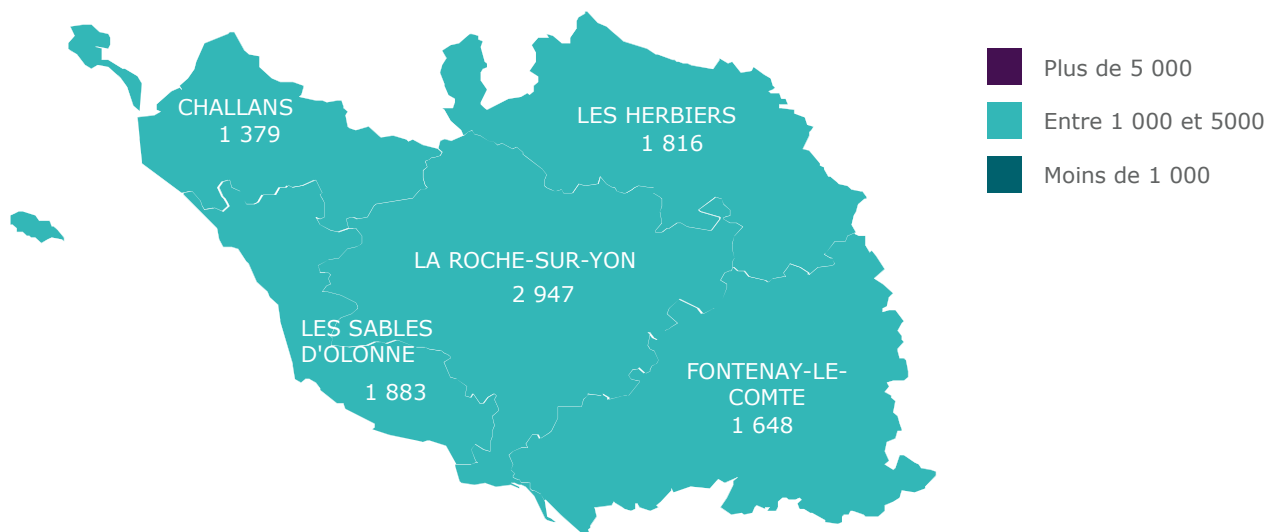 CHALLANS
1 379
LES HERBIERS
1 816
LA ROCHE-SUR-YON
2 947
LES SABLES
D'OLONNE
1 883
FONTENAY-LE-
COMTE
1 648
Plus de 5 000
Entre 1 000 et 5000
Moins de 1 000